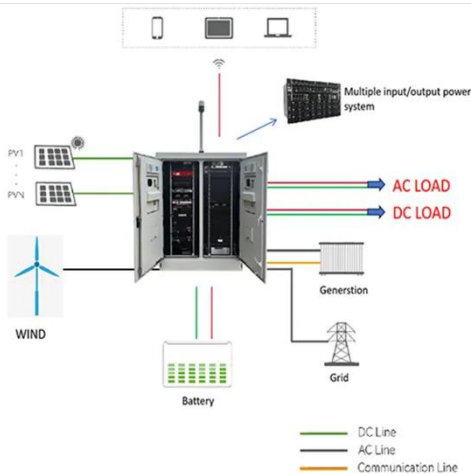 Multiple input/output power
system
PV1
PVN
AC LOAD
DC LOAD
Generstion
WIND
Grid
Battery
DC Line
AC Line
Communication Line